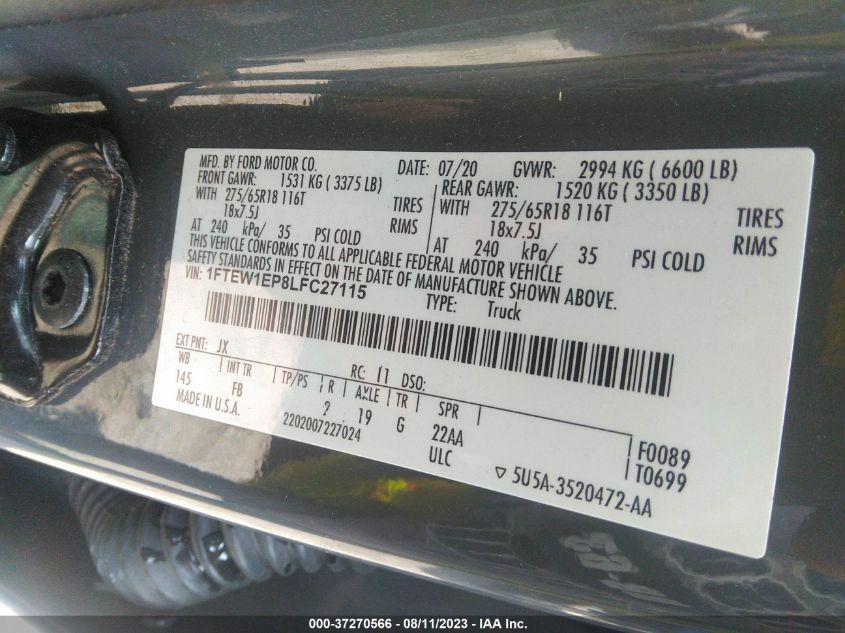 MFD. BY FORD MOTOR CO. DATE: 07/20 GVWR: 2994 KG ( 6600 LB)
FRONT GAWR: 1531 KG ( 3375 LB) REAR GAWR: 1520 KG ( 3350 LB)
WITH 275/65R18 116T TIRES WITH 275/65R18 116T TIRES
18x7.5J RIMS 18x7.5J RIMS
AT 240 kPa/ 35 PSI COLD AT 240 kPa/ 35 PSI COLD
THIS VEHICLE CONFORMS TO ALL APPLICABLE FEDERAL MOTOR VEHICLE
SAFETY STANDARDS IN EFFECT ON THE DATE OF MANUFACTURE SHOWN ABOVE.
VIN: 1FTEW1EP8LFC27115 TYPE: Truck
EXT PNT: JX RC: 11 DSO:
WB INT TR TP/PS R AXLE TR SPR
145 FB 2 19 G 22AA F0089
MADE IN U.S.A. 2202007227024 ULC T0699
5U5A-3520472-AA
000-37270566 - 08/11/2023 - IAA Inc.